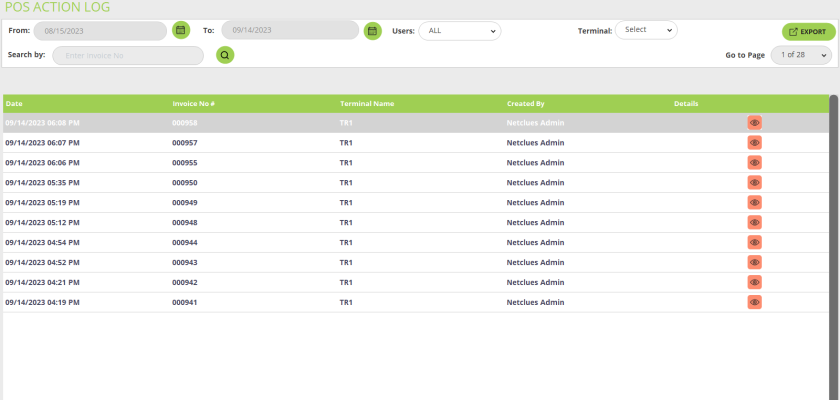 POS ACTION LOG
From: 08/15/2023 To: 09/14/2023 Users: ALL Terminal: Select EXPORT
Search by: Enter Invoice No Go to Page 1 of 28
Date Invoice No # Terminal Name Created By Details
09/14/2023 06:08 PM 000958 TR1 Netclues Admin
09/14/2023 06:07 PM 000957 TR1 Netclues Admin
09/14/2023 06:06 PM 000955 TR1 Netclues Admin
09/14/2023 05:35 PM 000950 TR1 Netclues Admin
09/14/2023 05:19 PM 000949 TR1 Netclues Admin
09/14/2023 05:12 PM 000948 TR1 Netclues Admin
09/14/2023 04:54 PM 000944 TR1 Netclues Admin
09/14/2023 04:52 PM 000943 TR1 Netclues Admin
09/14/2023 04:21 PM 000942 TR1 Netclues Admin
09/14/2023 04:19 PM 000941 TR1 Netclues Admin